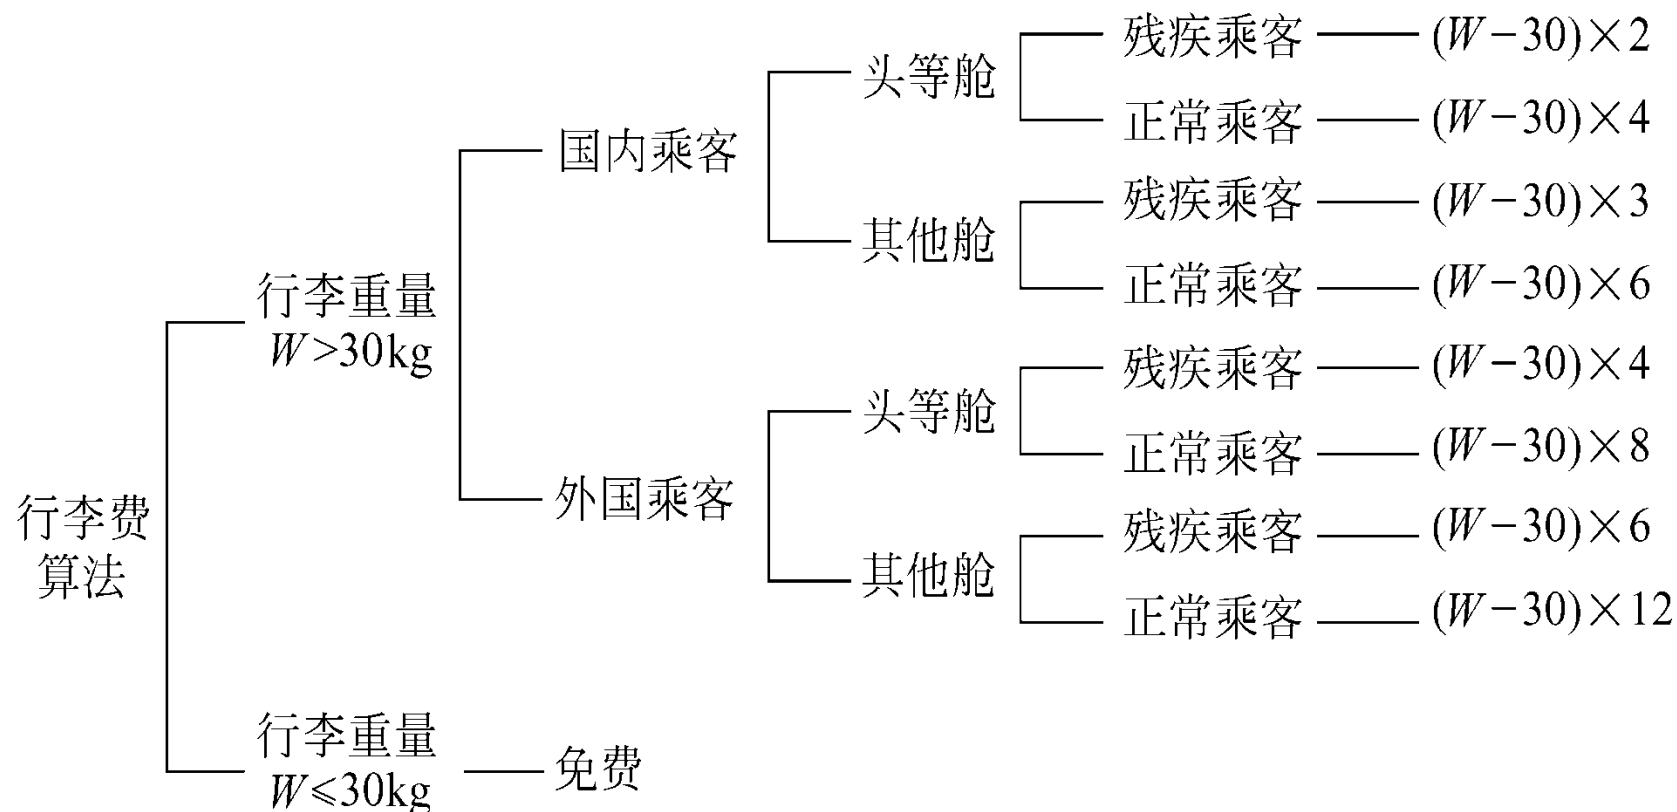 行李费
算法
行李重量
W>30kg
国内乘客
头等舱
残疾乘客
(W-30)×2
正常乘客
(W-30)×4
其他舱
残疾乘客
(W-30)×3
正常乘客
(W-30)×6
外国乘客
头等舱
残疾乘客
(W-30)×4
正常乘客
(W-30)×8
其他舱
残疾乘客
(W-30)×6
正常乘客
(W-30)×12
行李重量
W≤30kg
免费